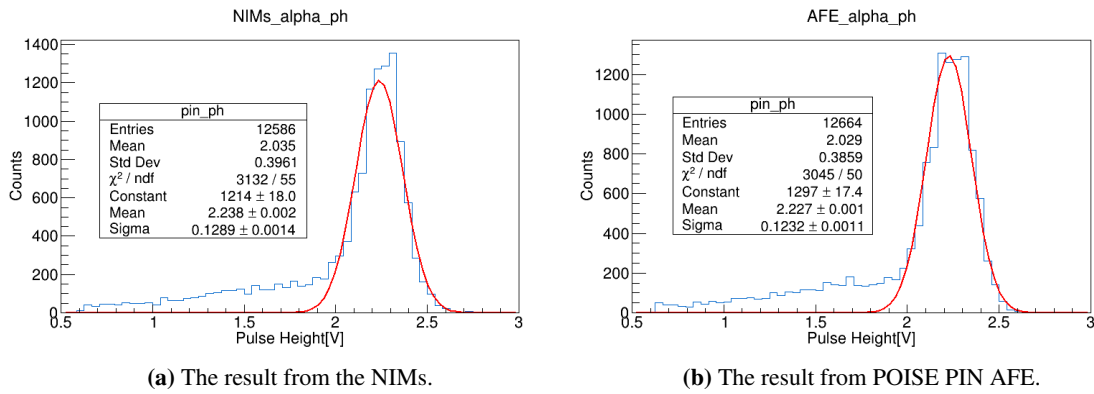 NIMs_alpha_ph
Counts
1400
1200
1000
800
600
400
200
0
0.5 1 1.5 2 2.5 3
Pulse Height[V]
pin_ph
Entries 12586
Mean 2.035
Std Dev 0.3961
χ² / ndf 3132 / 55
Constant 1214 ± 18.0
Mean 2.238 ± 0.002
Sigma 0.1289 ± 0.0014
(a) The result from the NIMs.
AFE_alpha_ph
Counts
1200
1000
800
600
400
200
0
0.5 1 1.5 2 2.5 3
Pulse Height[V]
pin_ph
Entries 12664
Mean 2.029
Std Dev 0.3859
χ² / ndf 3045 / 50
Constant 1297 ± 17.4
Mean 2.227 ± 0.001
Sigma 0.1232 ± 0.0011
(b) The result from POISE PIN AFE.